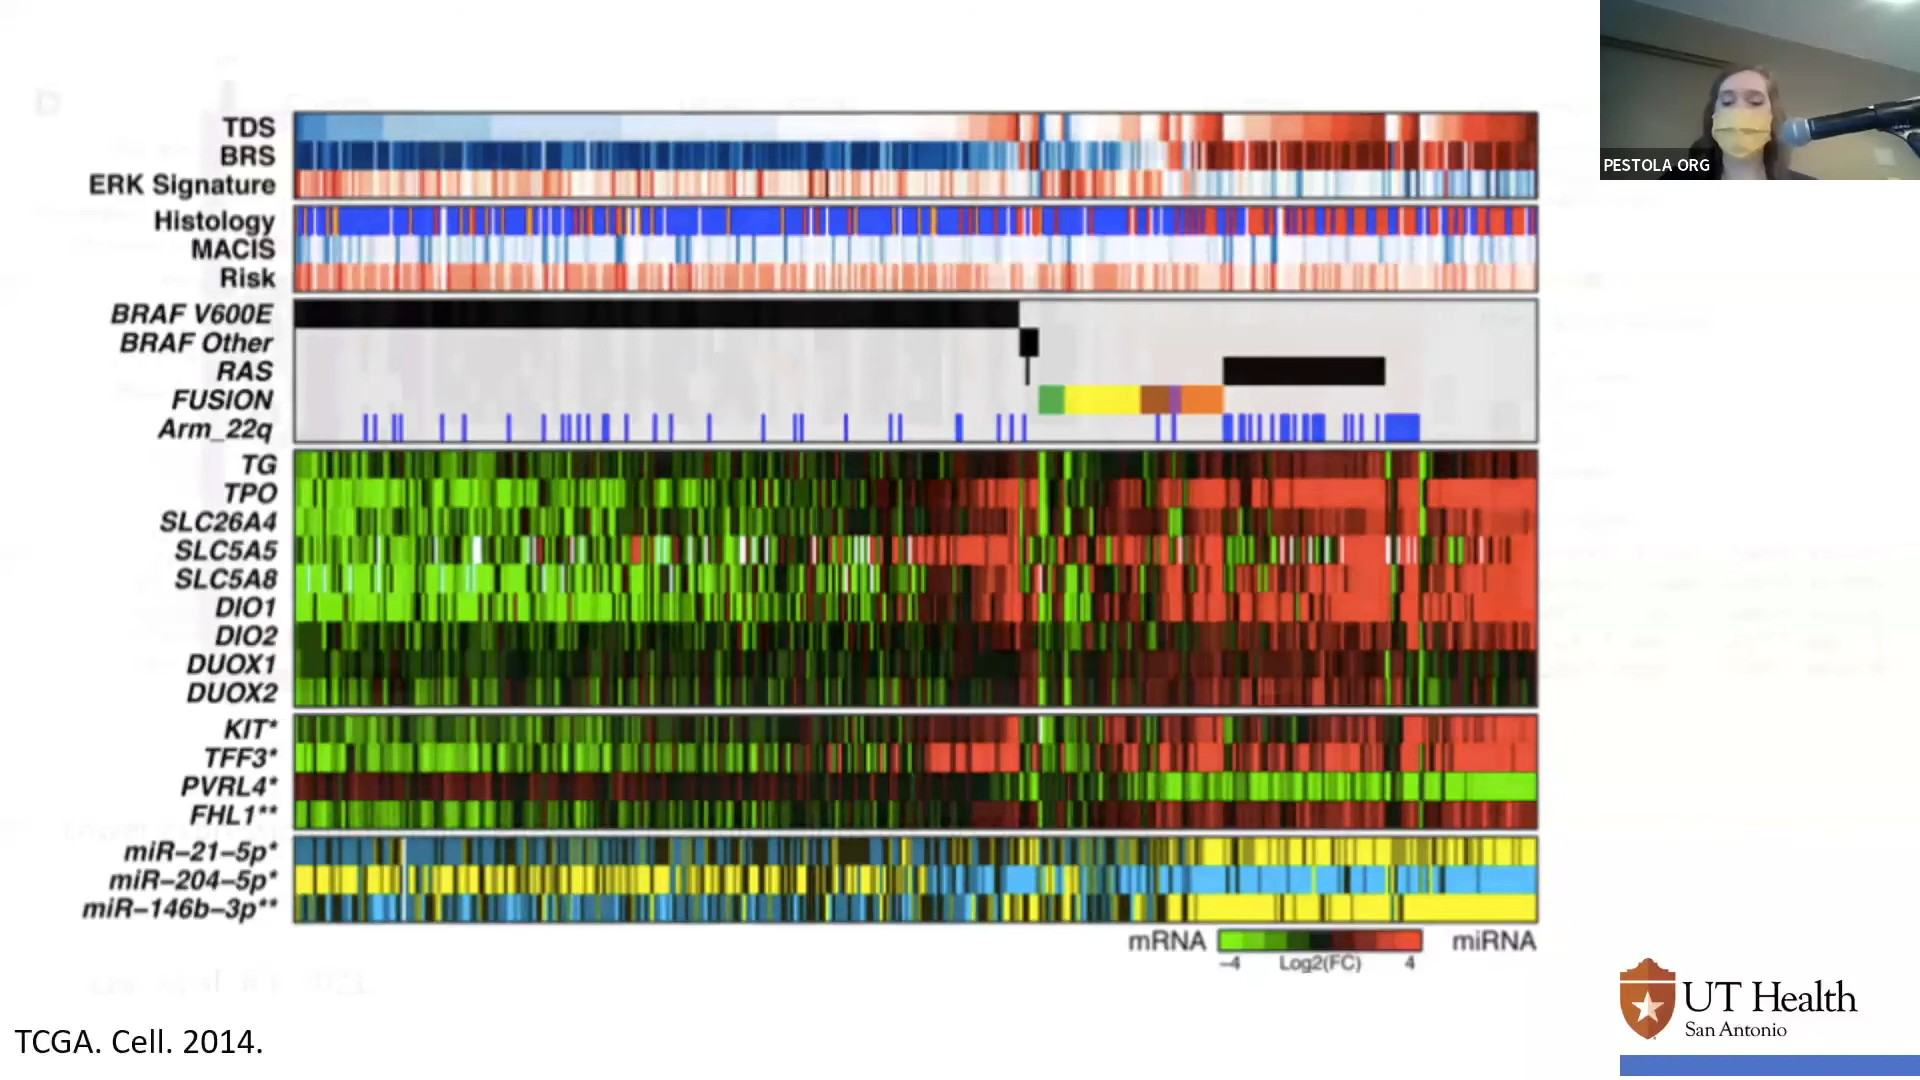 PESTOLA ORG
TDS
BRS
ERK Signature
Histology
MACIS
Risk
BRAF V600E
BRAF Other
RAS
FUSION
Arm_22q
TG
TPO
SLC26A4
SLC5A5
SLC5A8
DIO1
DIO2
DUOX1
DUOX2
KIT*
TFF3*
PVRL4*
FHL1**
miR-21-5p*
miR-204-5p*
miR-146b-3p**
mRNA
miRNA
-4 Log2(FC) 4
TCGA. Cell. 2014.
UT Health
San Antonio